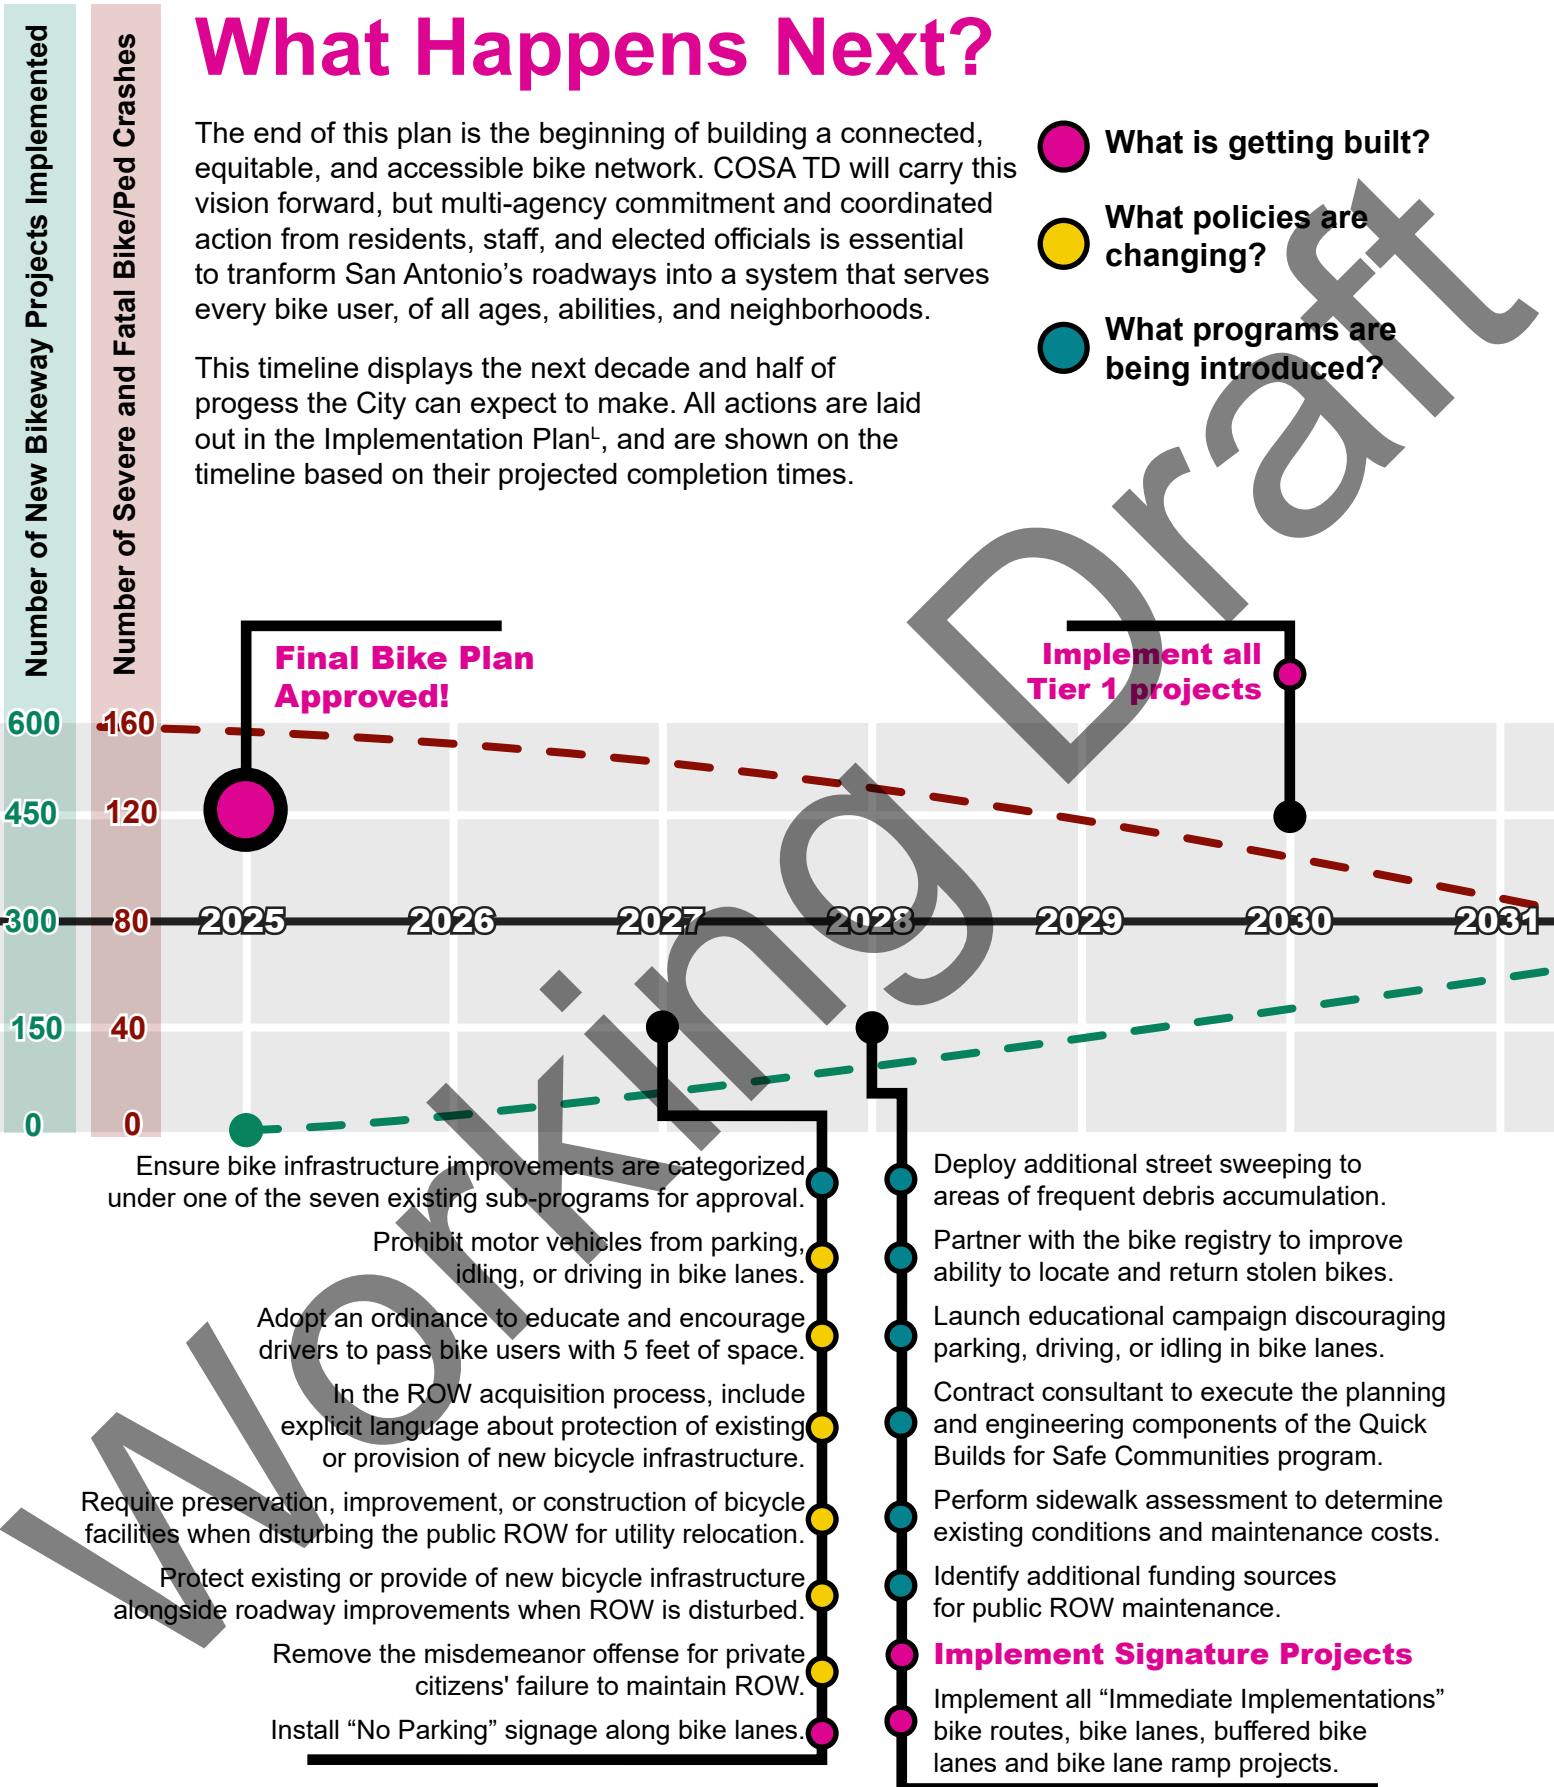 Number of New Bikeway Projects Implemented
Number of Severe and Fatal Bike/Ped Crashes
What Happens Next?
The end of this plan is the beginning of building a connected,
equitable, and accessible bike network. COSA TD will carry this
vision forward, but multi-agency commitment and coordinated
action from residents, staff, and elected officials is essential
to tranform San Antonio's roadways into a system that serves
every bike user, of all ages, abilities, and neighborhoods.
This timeline displays the next decade and half of
progess the City can expect to make. All actions are laid
out in the Implementation Planᴸ, and are shown on the
timeline based on their projected completion times.
What is getting built?
What policies are
changing?
What programs are
being introduced?
Final Bike Plan
Approved!
Implement all
Tier 1 projects
600 160
450 120
300 80 2025 2026 2027 2028 2029 2030 2031
150 40
0 0
Ensure bike infrastructure improvements are categorized
under one of the seven existing sub-programs for approval.
Prohibit motor vehicles from parking,
idling, or driving in bike lanes.
Adopt an ordinance to educate and encourage
drivers to pass bike users with 5 feet of space.
In the ROW acquisition process, include
explicit language about protection of existing
or provision of new bicycle infrastructure.
Require preservation, improvement, or construction of bicycle
facilities when disturbing the public ROW for utility relocation.
Protect existing or provide of new bicycle infrastructure
alongside roadway improvements when ROW is disturbed.
Remove the misdemeanor offense for private
citizens' failure to maintain ROW.
Install “No Parking” signage along bike lanes.
Deploy additional street sweeping to
areas of frequent debris accumulation.
Partner with the bike registry to improve
ability to locate and return stolen bikes.
Launch educational campaign discouraging
parking, driving, or idling in bike lanes.
Contract consultant to execute the planning
and engineering components of the Quick
Builds for Safe Communities program.
Perform sidewalk assessment to determine
existing conditions and maintenance costs.
Identify additional funding sources
for public ROW maintenance.
Implement Signature Projects
Implement all “Immediate Implementations”
bike routes, bike lanes, buffered bike
lanes and bike lane ramp projects.
Working Draft